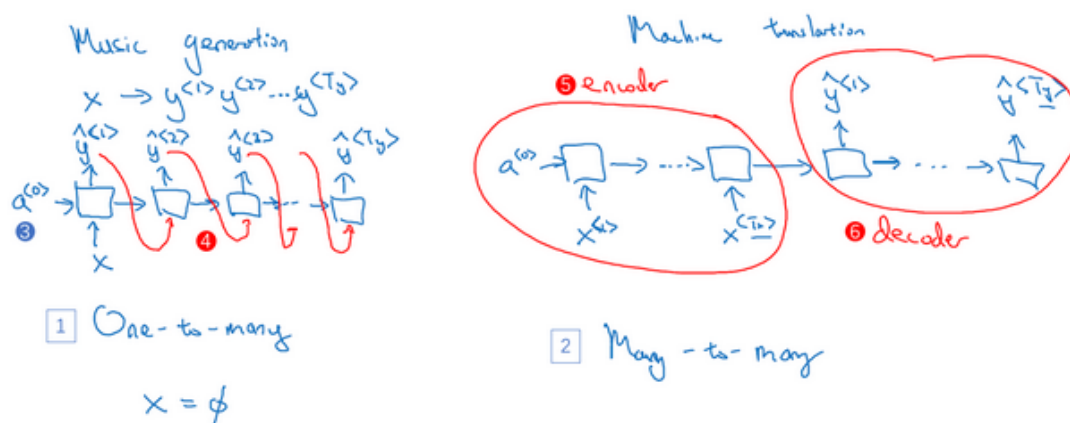 Music generation
x → y<1> y<2> ... y<Ty>
ŷ<1> ŷ<2> ŷ<3> ŷ<Ty>
a<0> ...
3 4
x
1 One-to-many
x = ϕ
Machine translation
5 encoder
ŷ<1> ŷ<Ty>
a<0> .... ...
x<1> x<Tx>
6 decoder
2 Many-to-many